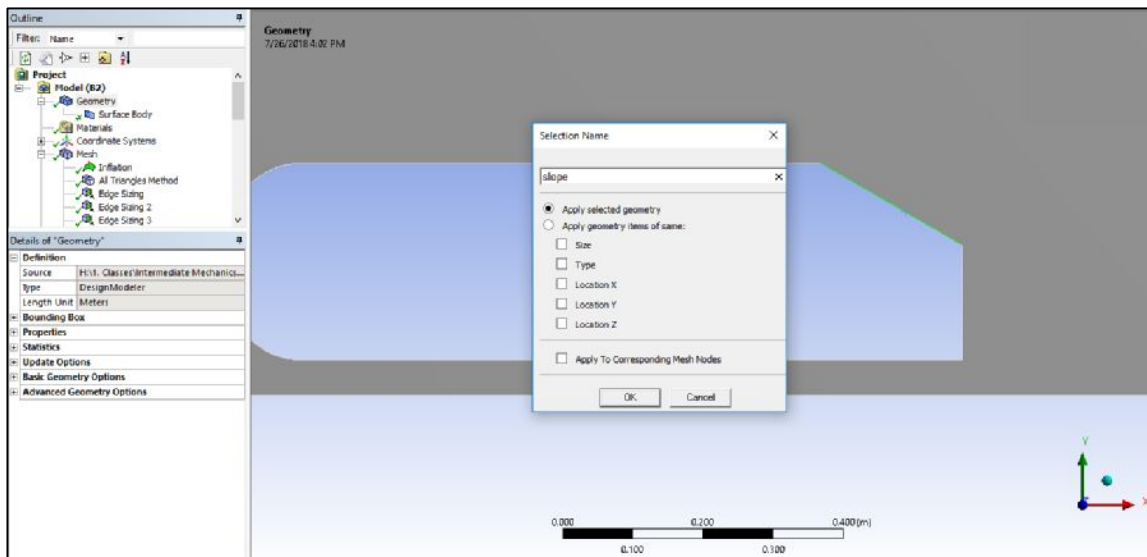 Outline
Filter: Name
Project
Model (B2)
Geometry
Surface Body
Materials
Coordinate Systems
Mesh
Inflation
All Triangles Method
Edge Sizing
Edge Sizing 2
Edge Sizing 3
Details of "Geometry"
Definition
Source H:\1. Classes\Intermediate Mechanics...
Type DesignModeler
Length Unit Meters
Bounding Box
Properties
Statistics
Update Options
Basic Geometry Options
Advanced Geometry Options
Geometry
7/26/2018 4:02 PM
Selection Name
slope
Apply selected geometry
Apply geometry items of same:
Size
Type
Location X
Location Y
Location Z
Apply To Corresponding Mesh Nodes
OK Cancel
Y
X
0.000 0.200 0.400 (m)
0.100 0.300